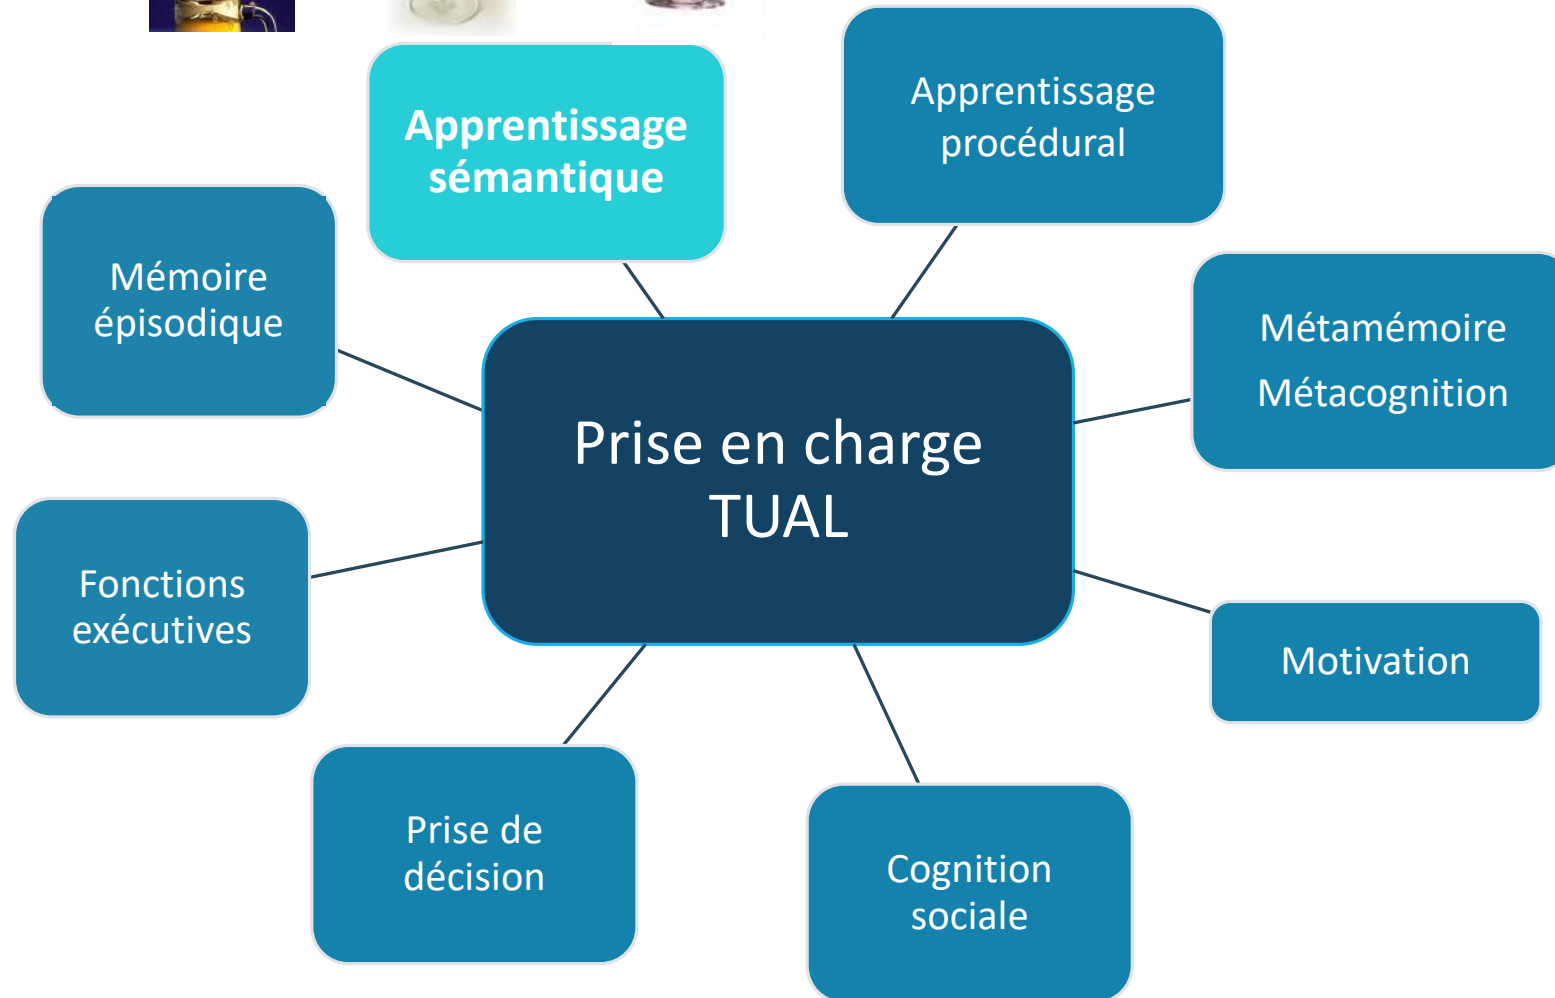 Apprentissage
sémantique
Apprentissage
procédural
Mémoire
épisodique
Métamémoire
Métacognition
Prise en charge
TUAL
Fonctions
exécutives
Motivation
Prise de
décision
Cognition
sociale